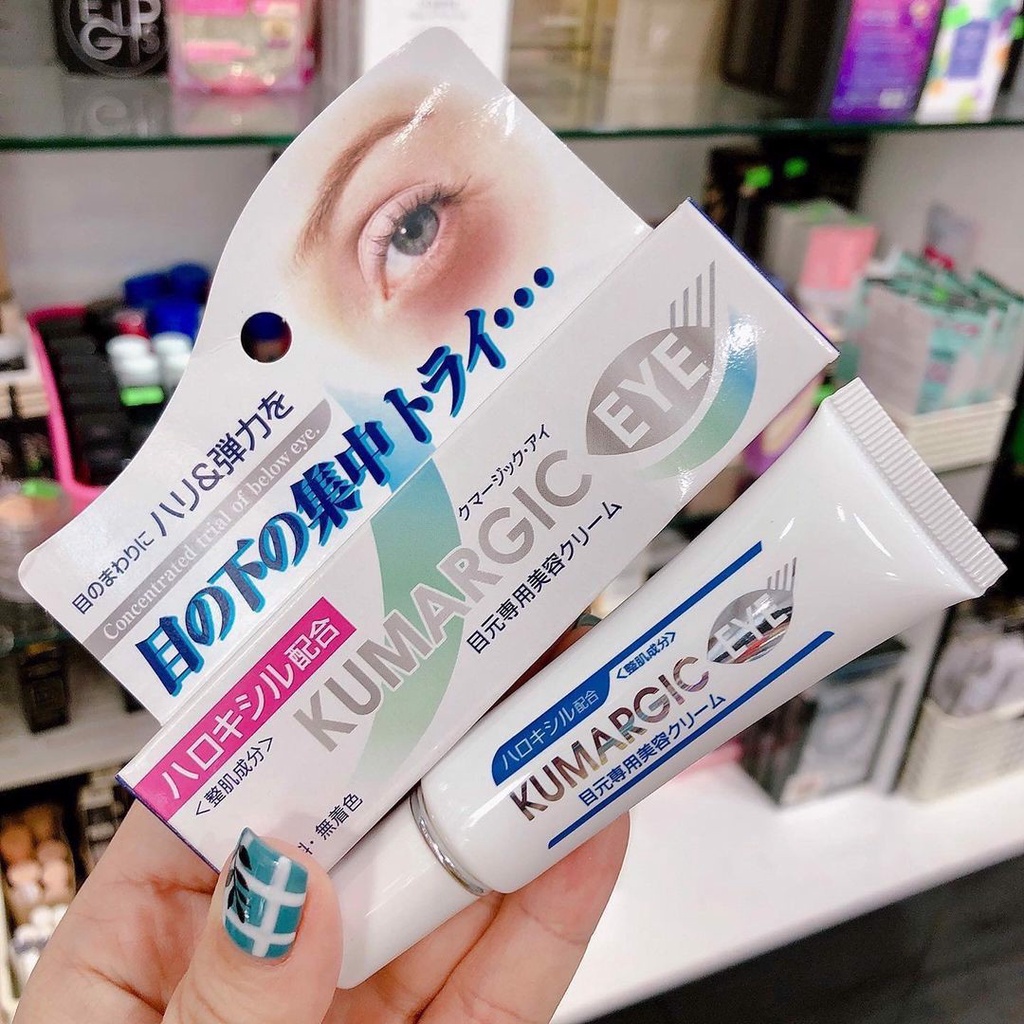 目のまわりに ハリ&弾力を
Concentrated trial of below eye.
目の下の集中トライ…
ハロキシル配合
<整肌成分>
クマージック・アイ
KUMARGIC EYE
目元専用美容クリーム
料・無着色
ハロキシル配合 <整肌成分>
KUMARGIC EYE
目元専用美容クリーム